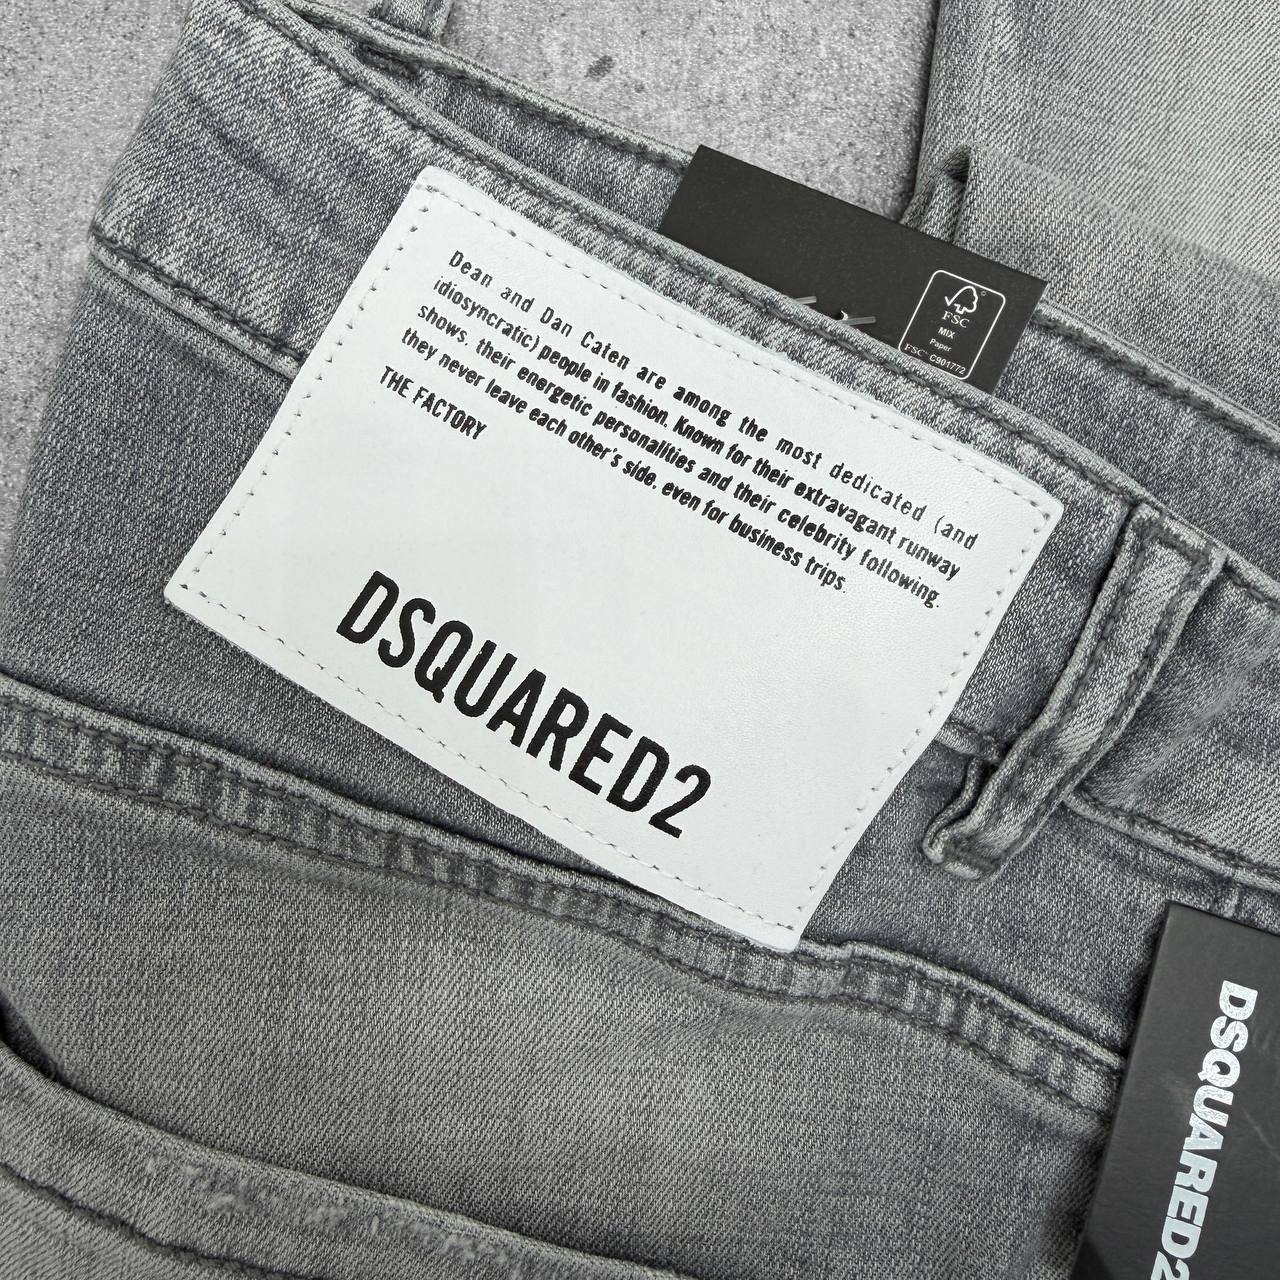 Dean and Dan Caten are among the most dedicated (and
idiosyncratic) people in fashion. Known for their extravagant runway
shows, their energetic personalities and their celebrity following,
they never leave each other's side, even for business trips.
THE FACTORY
DSQUARED2
FSC
MIX
Paper
FSC™ C901772
DSQUARED2